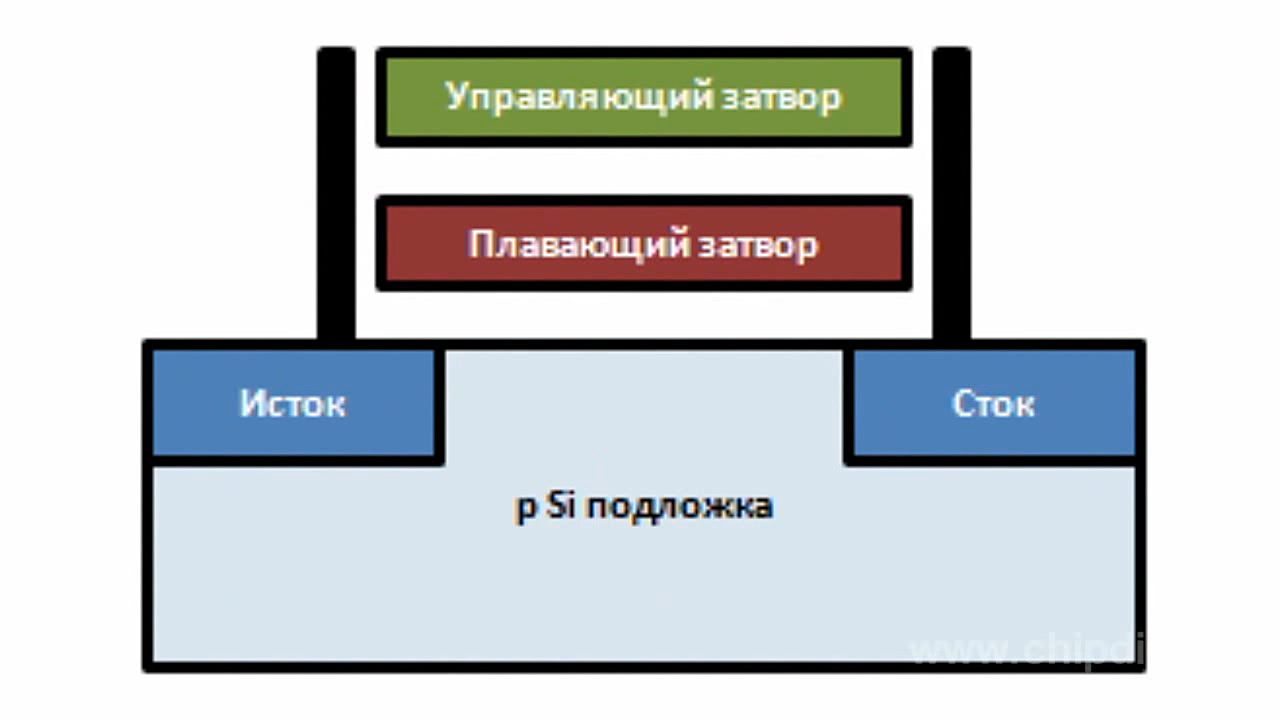 Управляющий затвор
Плавающий затвор
Исток
Сток
p Si подложка
www.chipdi